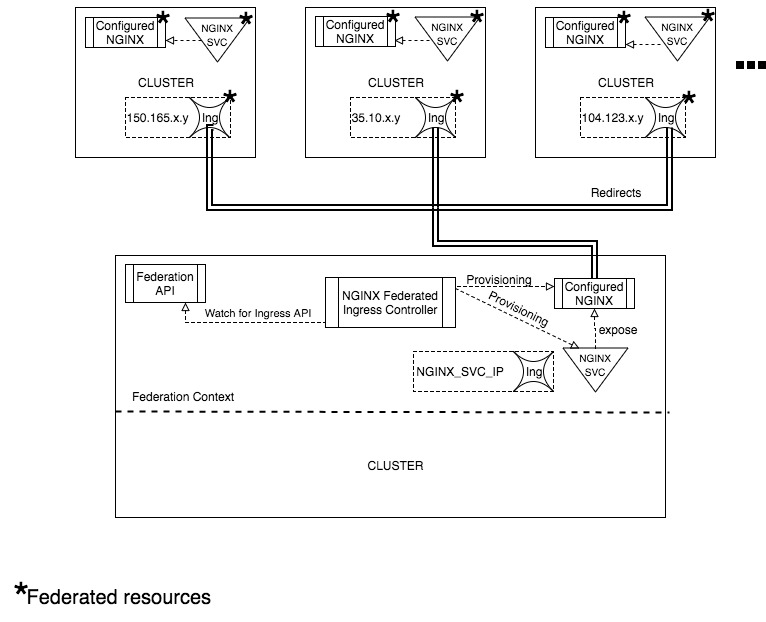 Configured
NGINX
*
NGINX
SVC
*
CLUSTER
150.165.x.y
Ing
*
Configured
NGINX
*
NGINX
SVC
*
CLUSTER
35.10.x.y
Ing
*
Configured
NGINX
*
NGINX
SVC
*
CLUSTER
104.123.x.y
Ing
*
Redirects
Federation
API
Watch for Ingress API
NGINX Federated
Ingress Controller
Provisioning
Provisioning
Configured
NGINX
expose
NGINX
SVC
NGINX_SVC_IP
Ing
Federation Context
CLUSTER
*Federated resources